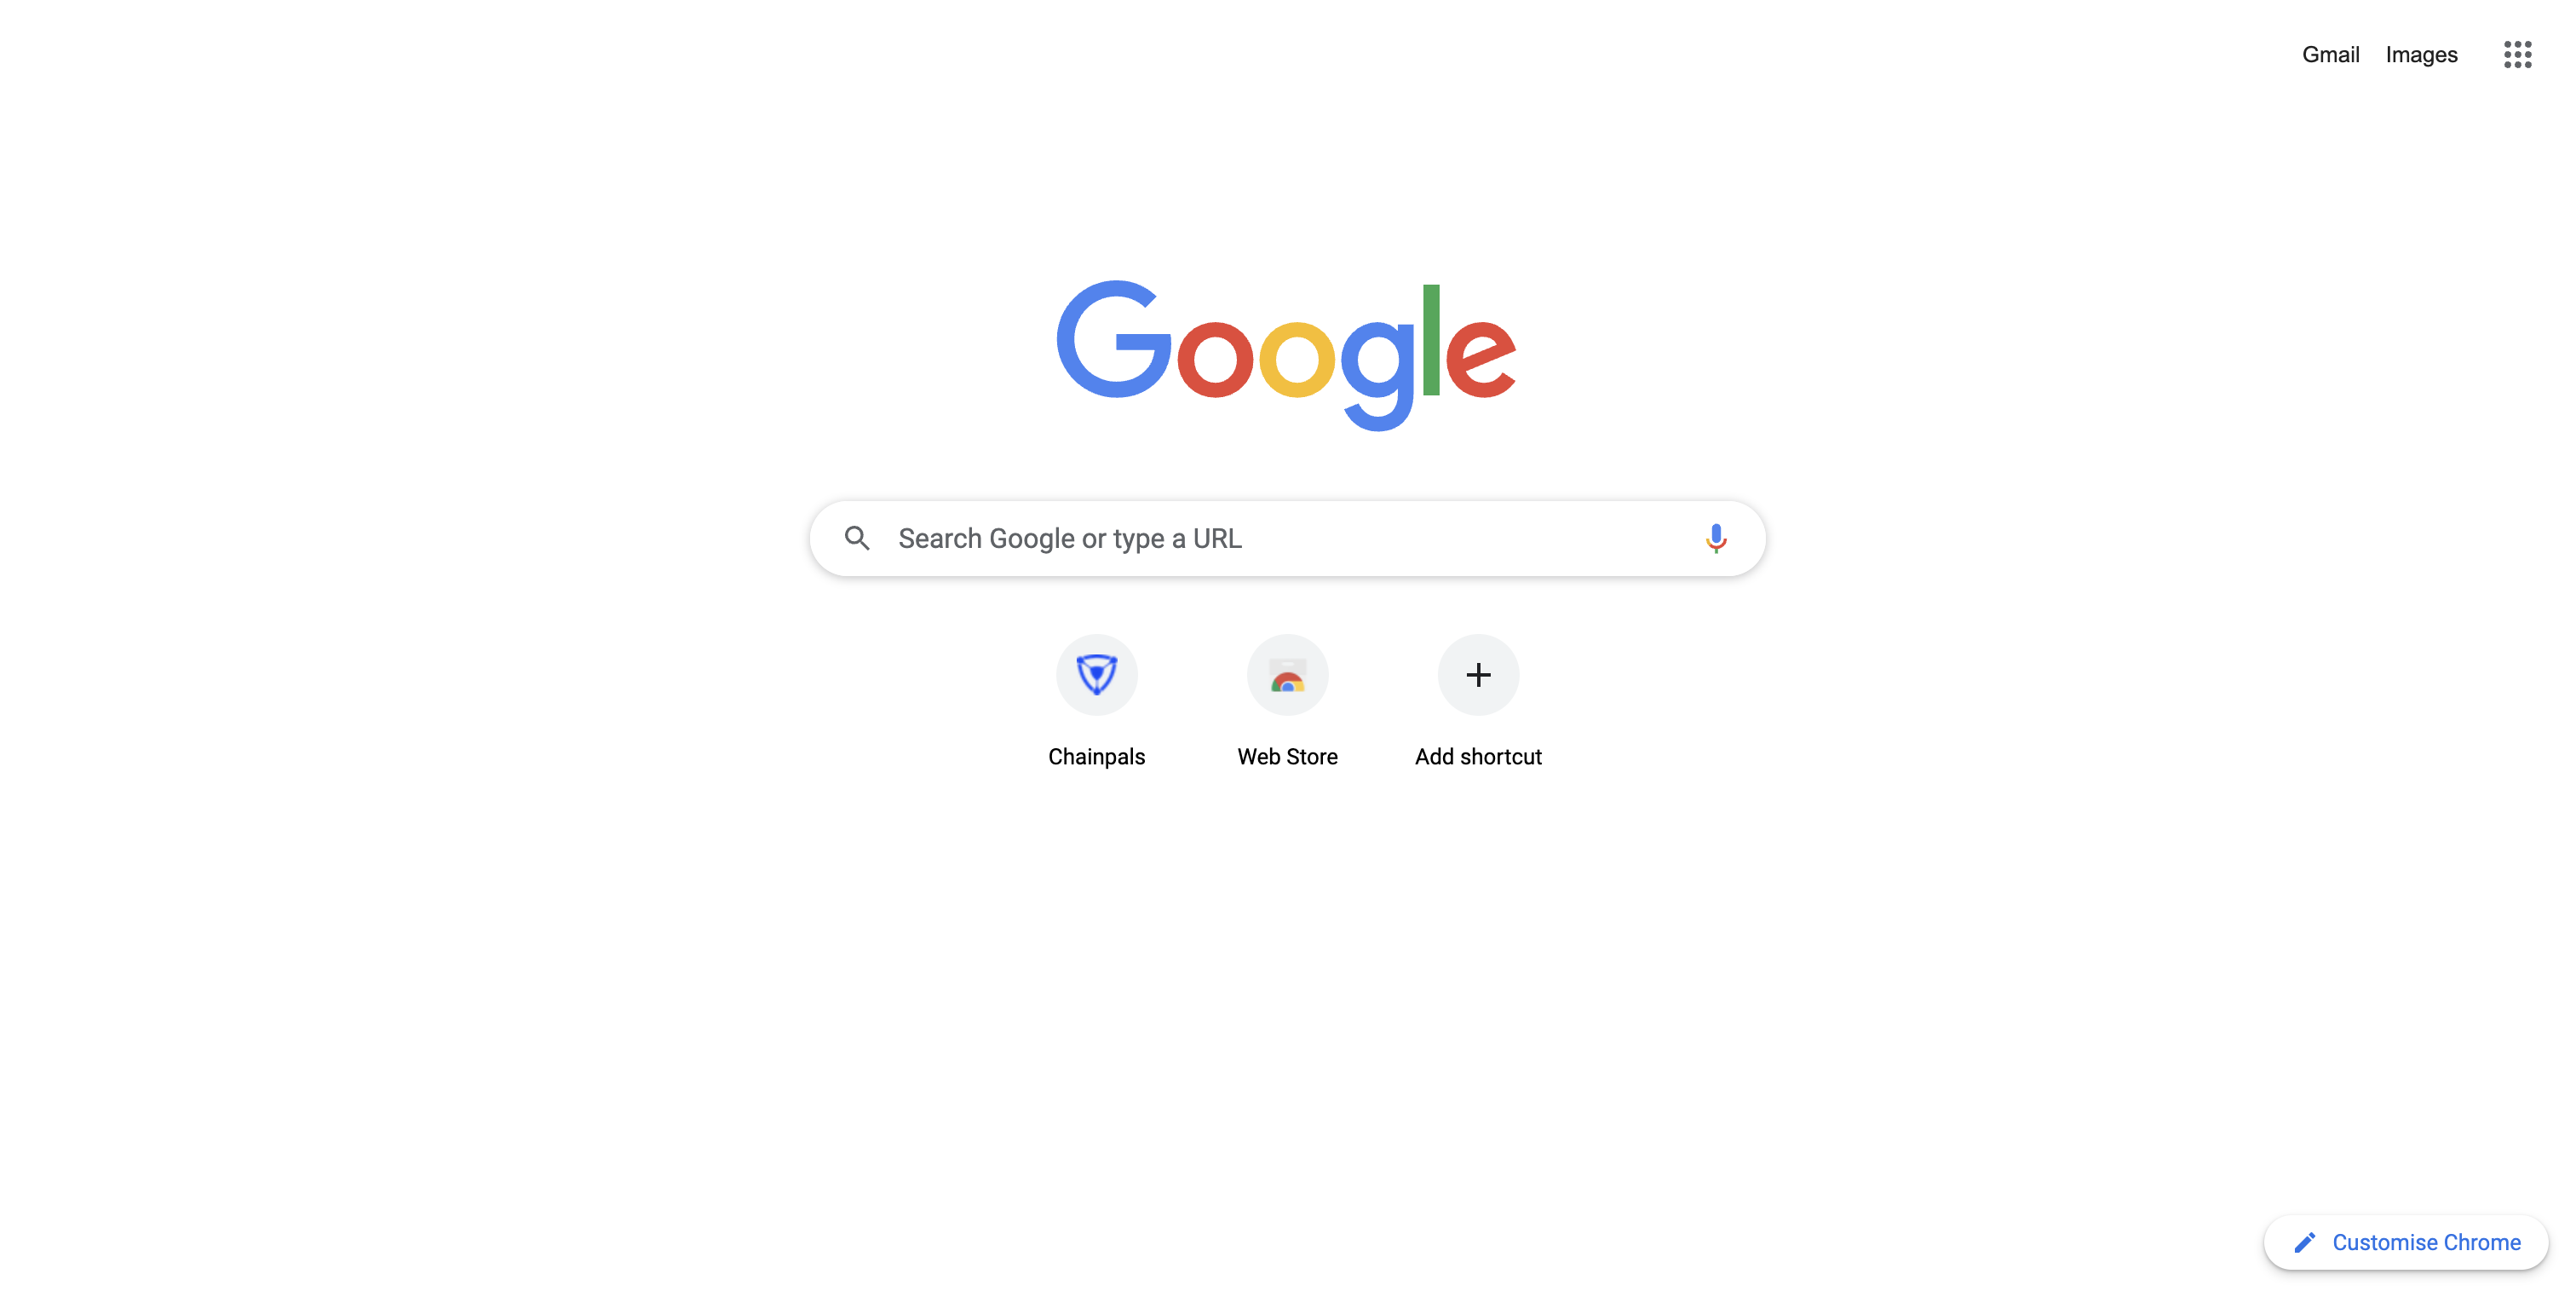 Gmail Images
Google
Search Google or type a URL
Chainpals Web Store Add shortcut
Customise Chrome